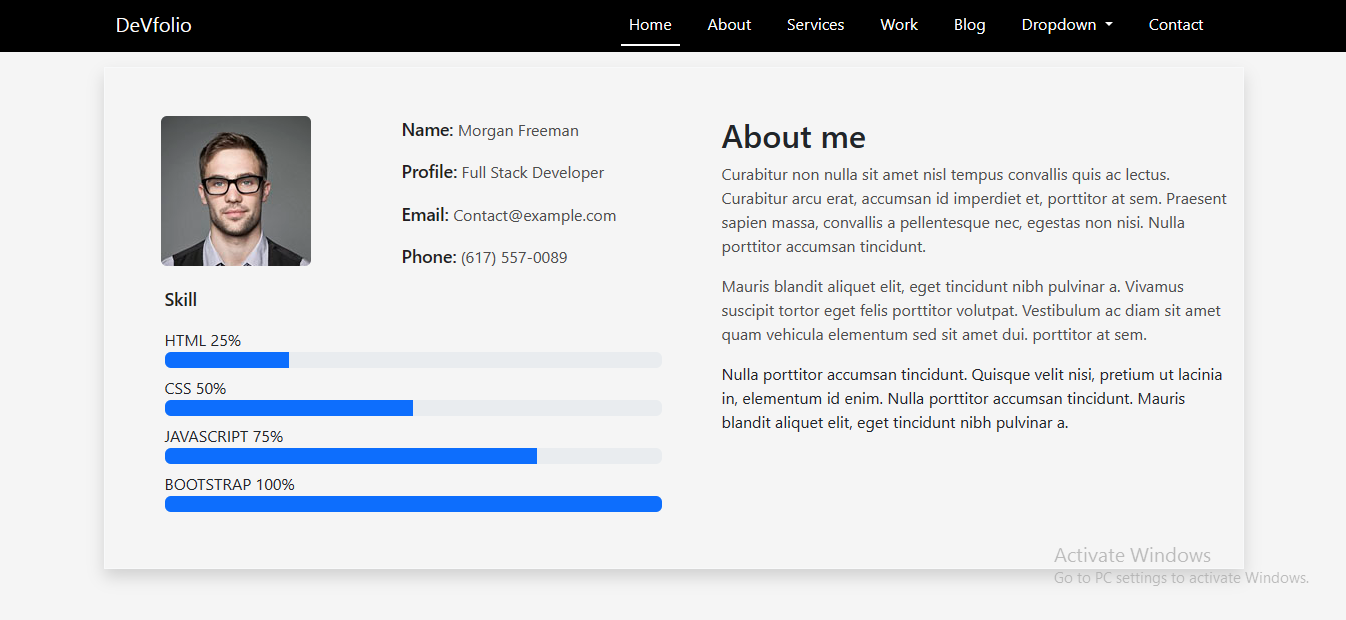 DeVfolio
Home About Services Work Blog Dropdown Contact
Name: Morgan Freeman
Profile: Full Stack Developer
Email: Contact@example.com
Phone: (617) 557-0089
Skill
HTML 25%
CSS 50%
JAVASCRIPT 75%
BOOTSTRAP 100%
About me
Curabitur non nulla sit amet nisl tempus convallis quis ac lectus.
Curabitur arcu erat, accumsan id imperdiet et, porttitor at sem. Praesent
sapien massa, convallis a pellentesque nec, egestas non nisi. Nulla
porttitor accumsan tincidunt.
Mauris blandit aliquet elit, eget tincidunt nibh pulvinar a. Vivamus
suscipit tortor eget felis porttitor volutpat. Vestibulum ac diam sit amet
quam vehicula elementum sed sit amet dui. porttitor at sem.
Nulla porttitor accumsan tincidunt. Quisque velit nisi, pretium ut lacinia
in, elementum id enim. Nulla porttitor accumsan tincidunt. Mauris
blandit aliquet elit, eget tincidunt nibh pulvinar a.
Activate Windows
Go to PC settings to activate Windows.